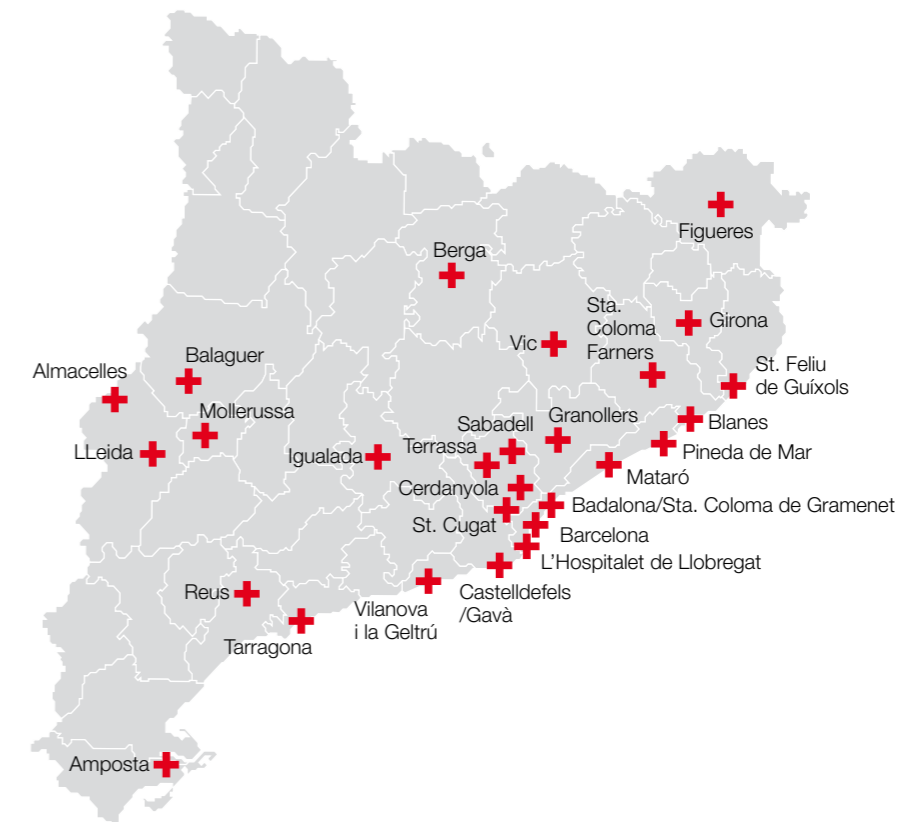 Figueres
Berga
Sta.
Coloma
Farners
Girona
Vic
Balaguer
St. Feliu
de Guíxols
Almacelles
Mollerussa
Granollers
Blanes
Sabadell
Terrassa
LLeida
Igualada
Pineda de Mar
Mataró
Cerdanyola
Badalona/Sta. Coloma de Gramenet
St. Cugat
Barcelona
L’Hospitalet de Llobregat
Reus
Castelldefels
/Gavà
Vilanova
i la Geltrú
Tarragona
Amposta